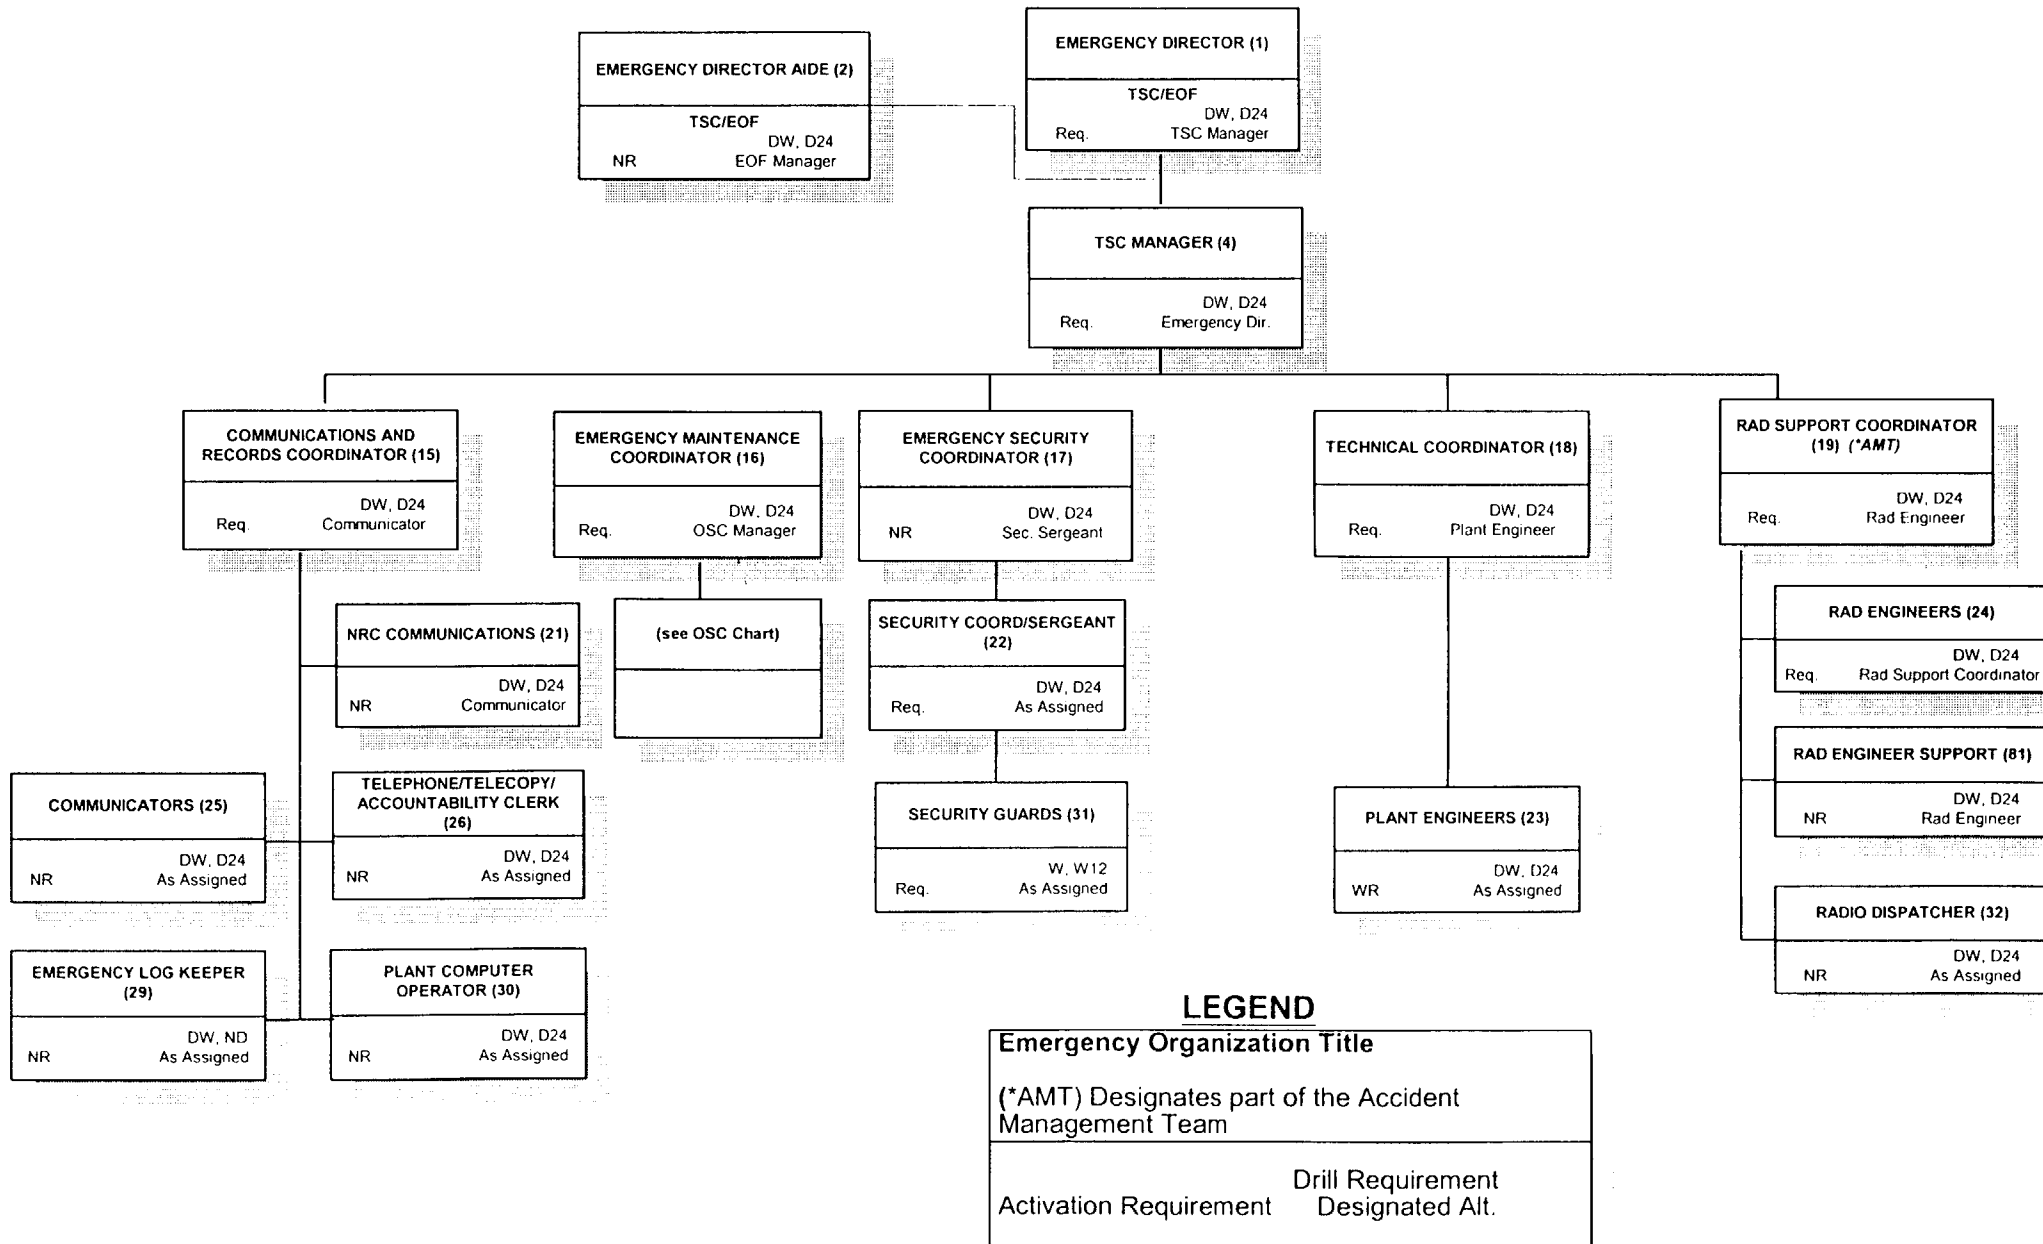 EMERGENCY DIRECTOR AIDE (2)
TSC/EOF
DW, D24
NR EOF Manager
EMERGENCY DIRECTOR (1)
TSC/EOF
DW, D24
Req. TSC Manager
TSC MANAGER (4)
DW, D24
Req. Emergency Dir.
COMMUNICATIONS AND
RECORDS COORDINATOR (15)
DW, D24
Req. Communicator
EMERGENCY MAINTENANCE
COORDINATOR (16)
DW, D24
Req. OSC Manager
EMERGENCY SECURITY
COORDINATOR (17)
DW, D24
NR Sec. Sergeant
TECHNICAL COORDINATOR (18)
DW, D24
Req. Plant Engineer
RAD SUPPORT COORDINATOR
(19) (*AMT)
DW, D24
Req. Rad Engineer
NRC COMMUNICATIONS (21)
DW, D24
NR Communicator
(see OSC Chart)
SECURITY COORD/SERGEANT
(22)
DW, D24
Req. As Assigned
RAD ENGINEERS (24)
DW, D24
Req. Rad Support Coordinator
RAD ENGINEER SUPPORT (81)
DW, D24
NR Rad Engineer
COMMUNICATORS (25)
DW, D24
NR As Assigned
TELEPHONE/TELECOPY/
ACCOUNTABILITY CLERK
(26)
DW, D24
NR As Assigned
SECURITY GUARDS (31)
W, W12
Req. As Assigned
PLANT ENGINEERS (23)
DW, D24
WR As Assigned
RADIO DISPATCHER (32)
DW, D24
NR As Assigned
EMERGENCY LOG KEEPER
(29)
DW, ND
NR As Assigned
PLANT COMPUTER
OPERATOR (30)
DW, D24
NR As Assigned
LEGEND
Emergency Organization Title
(*AMT) Designates part of the Accident
Management Team
Drill Requirement
Activation Requirement Designated Alt.